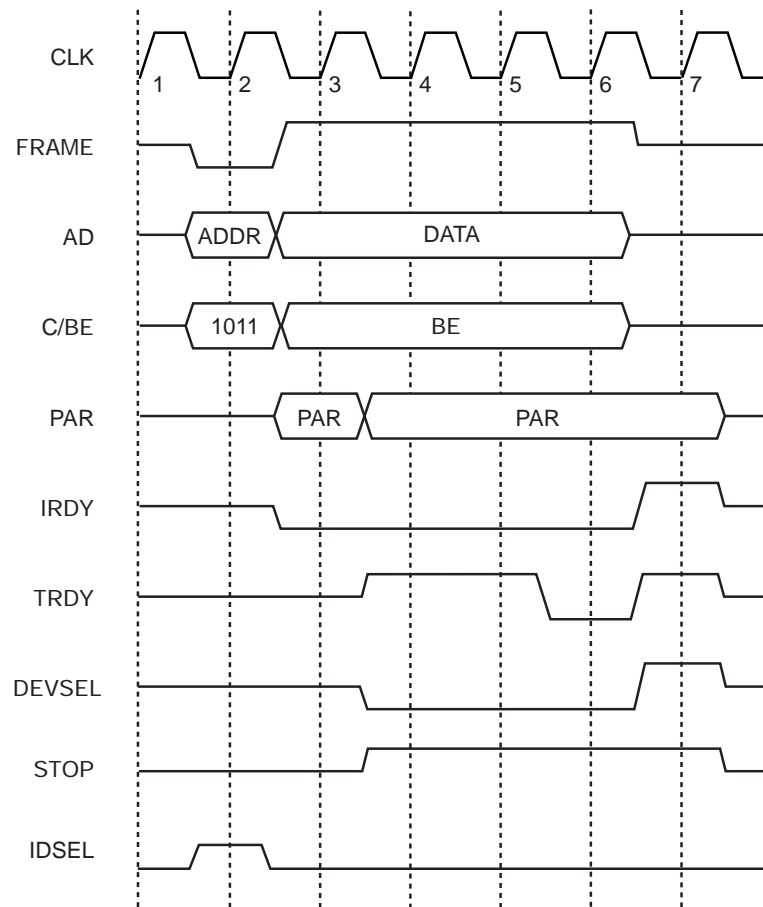 CLK
1 2 3 4 5 6 7
FRAME
AD ADDR DATA
C/BE 1011 BE
PAR PAR PAR
IRDY
TRDY
DEVSEL
STOP
IDSEL